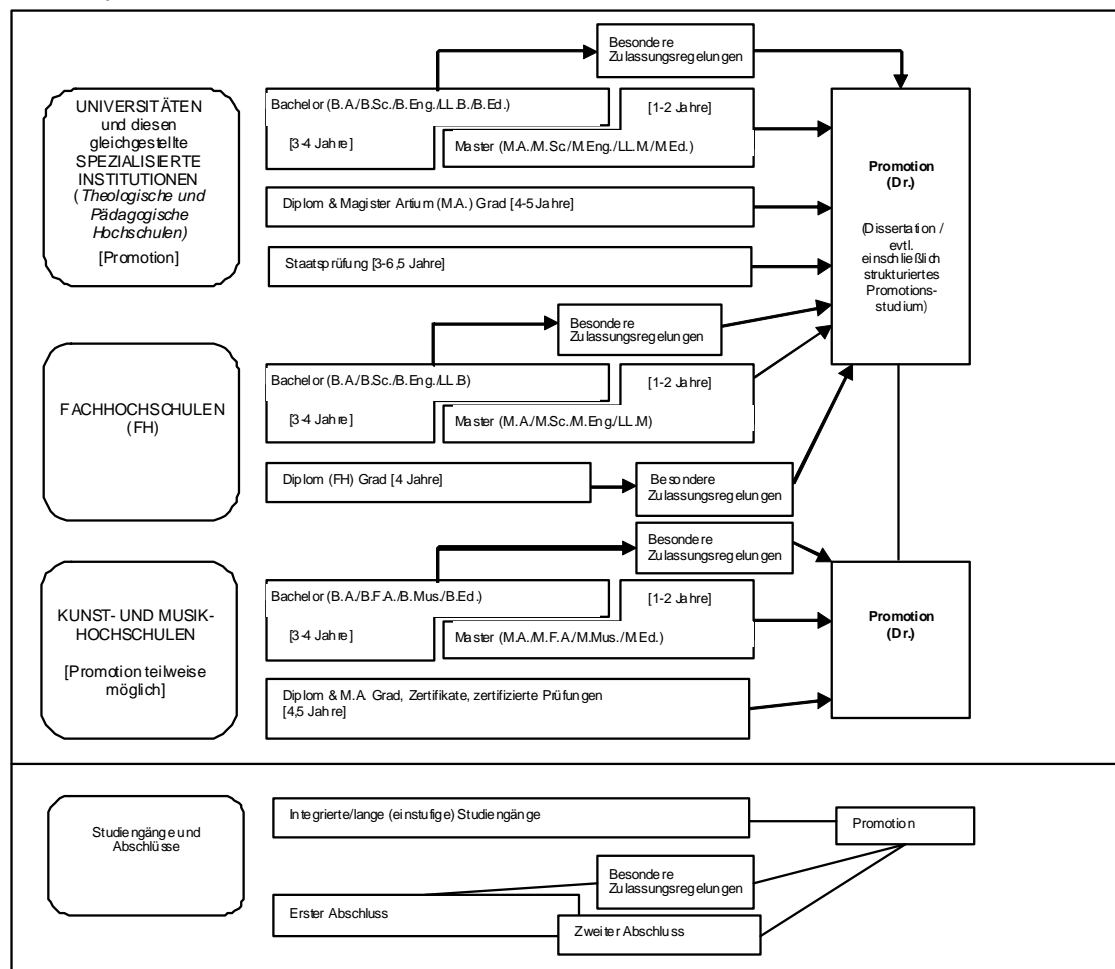 Besondere
Zulassungsregelungen
UNIVERSITÄTEN
und diesen
gleichgestellte
SPEZIALISIERTE
INSTITUTIONEN
(Theologische und
Pädagogische
Hochschulen)
[Promotion]
Bachelor (B.A./B.Sc./B.Eng./LL.B./B.Ed.)
[3-4 Jahre]
[1-2 Jahre]
Master (M.A./M.Sc./M.Eng./LL.M./M.Ed.)
Diplom & Magister Artium (M.A.) Grad [4-5 Jahre]
Staatsprüfung [3-6,5 Jahre]
Promotion
(Dr.)
(Dissertation /
evtl.
einschließlich
strukturiertes
Promotions-
studium)
Besondere
Zulassungsregelungen
FACHHOCHSCHULEN
(FH)
Bachelor (B.A./B.Sc./B.Eng./LL.B)
[3-4 Jahre]
[1-2 Jahre]
Master (M.A./M.Sc./M.Eng./LL.M)
Diplom (FH) Grad [4 Jahre]
Besondere
Zulassungsregelungen
Besondere
Zulassungsregelungen
KUNST- UND MUSIK-
HOCHSCHULEN
[Promotion teilweise
möglich]
Bachelor (B.A./B.F.A./B.Mus./B.Ed.)
[3-4 Jahre]
[1-2 Jahre]
Master (M.A./M.F.A./M.Mus./M.Ed.)
Diplom & M.A. Grad, Zertifikate, zertifizierte Prüfungen
[4,5 Jahre]
Promotion
(Dr.)
Studiengänge und
Abschlüsse
Integrierte/lange (einstufige) Studiengänge
Promotion
Besondere
Zulassungsregelungen
Erster Abschluss
Zweiter Abschluss